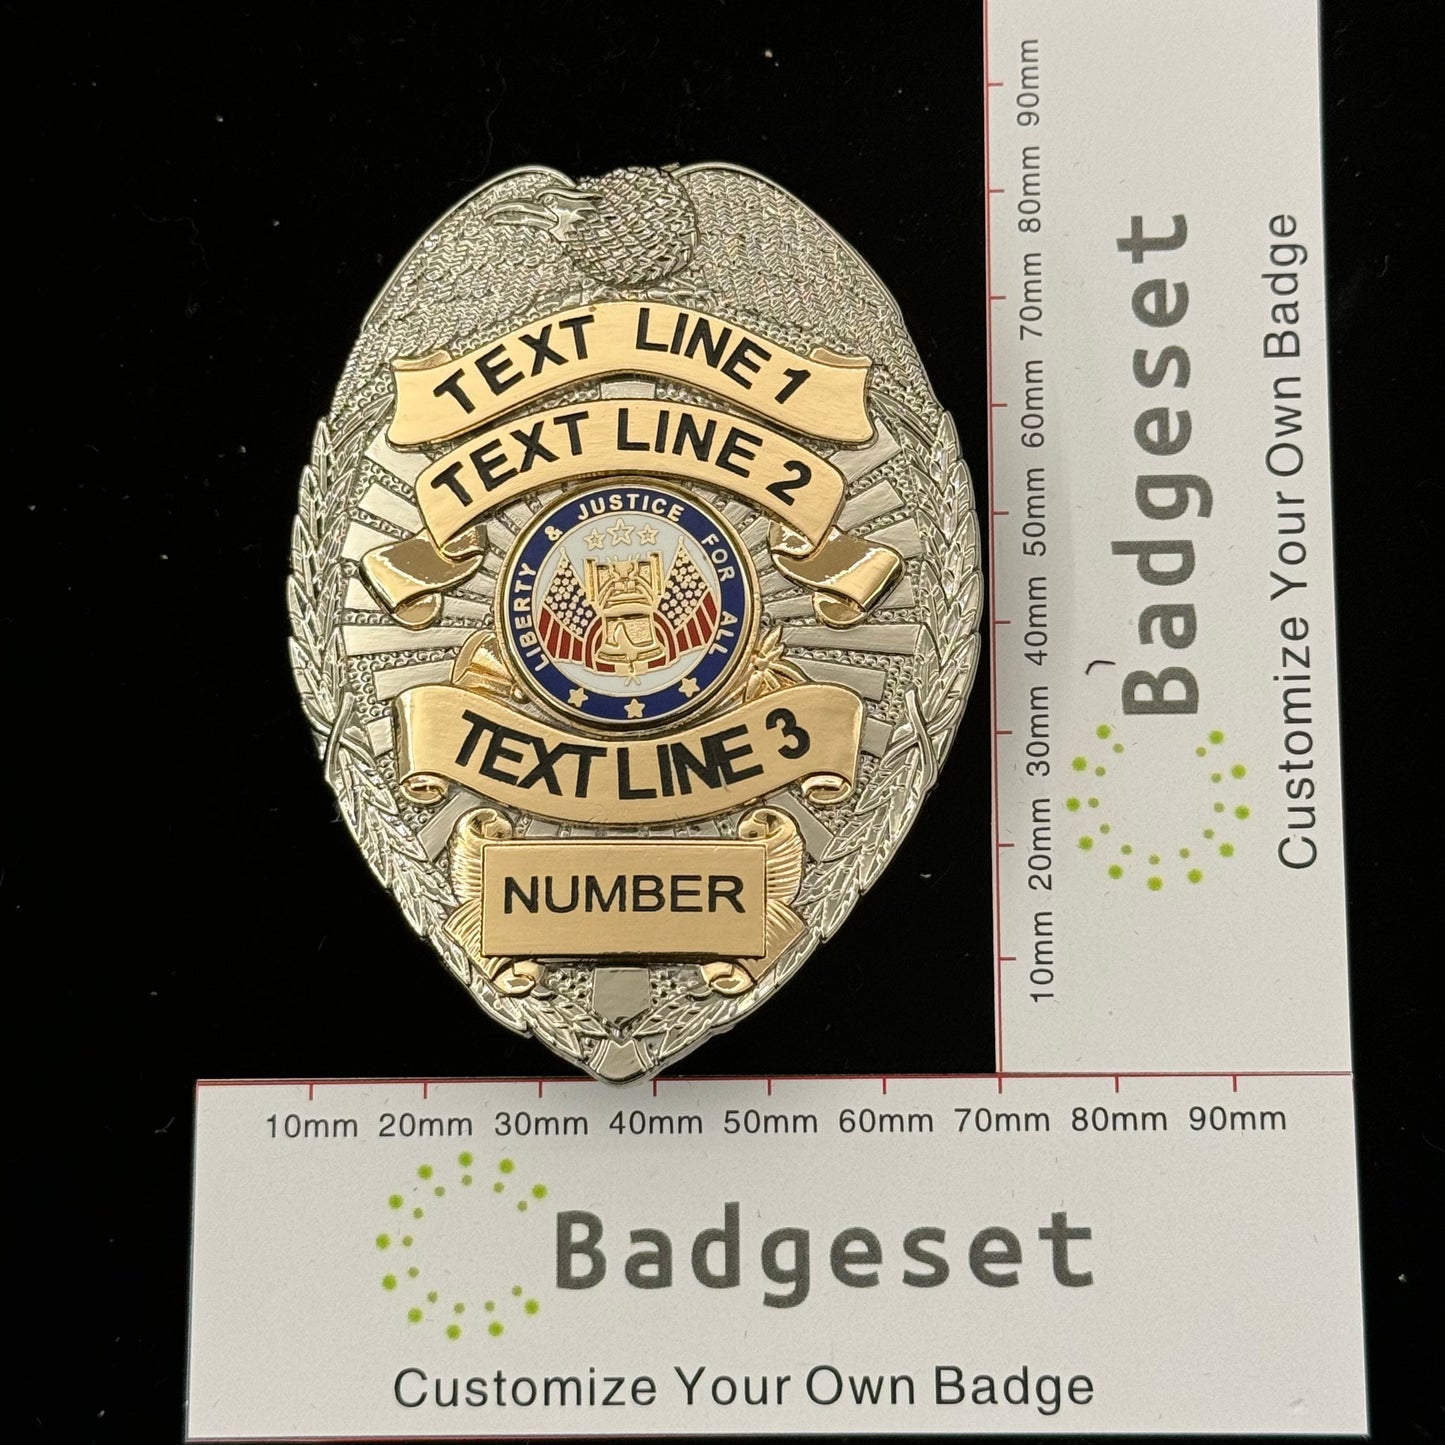 TEXT LINE 1
TEXT LINE 2
LIBERTY & JUSTICE FOR ALL
TEXT LINE 3
NUMBER
10mm 20mm 30mm 40mm 50mm 60mm 70mm 80mm 90mm
Badgeset
Customize Your Own Badge
10mm 20mm 30mm 40mm 50mm 60mm 70mm 80mm 90mm
Badgeset
Customize Your Own Badge